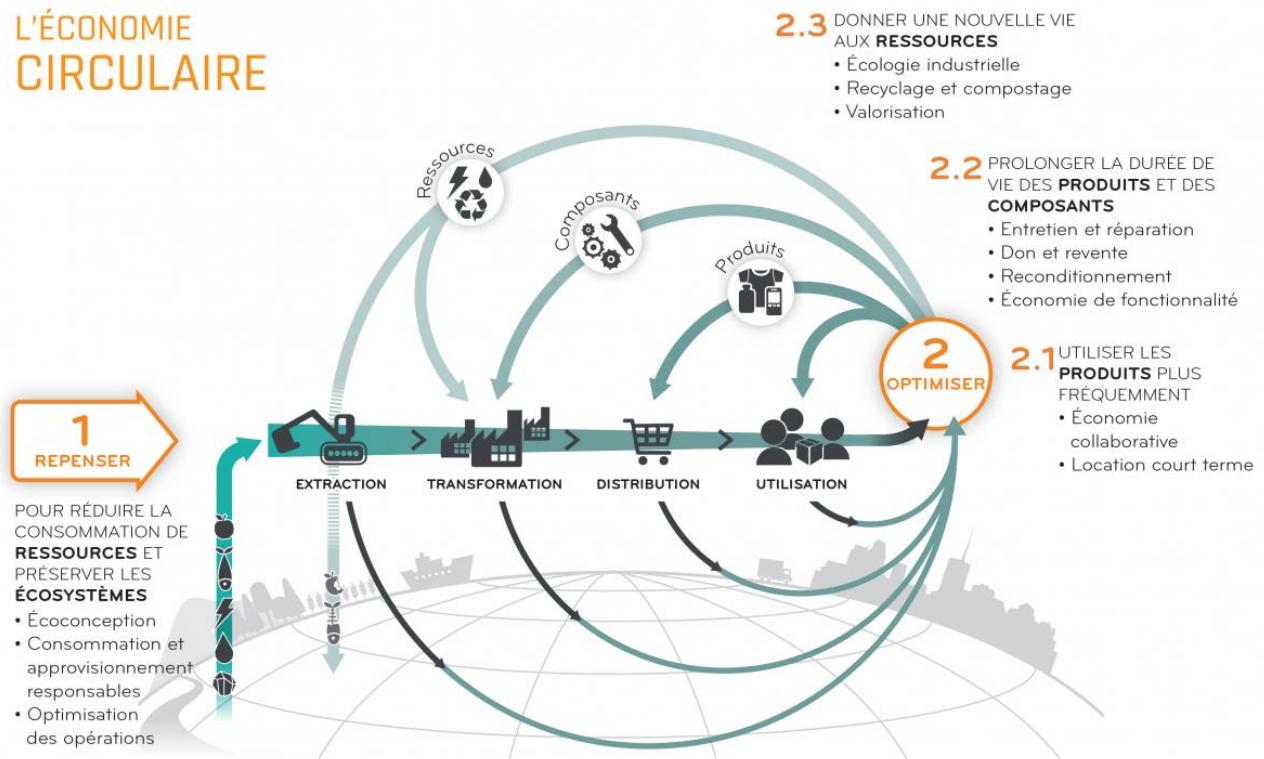 L'ÉCONOMIE
CIRCULAIRE
2.3 DONNER UNE NOUVELLE VIE
AUX RESSOURCES
• Écologie industrielle
• Recyclage et compostage
• Valorisation
2.2 PROLONGER LA DURÉE DE
VIE DES PRODUITS ET DES
COMPOSANTS
• Entretien et réparation
• Don et revente
• Reconditionnement
• Économie de fonctionnalité
Ressources
Composants
Produits
2
OPTIMISER
2.1 UTILISER LES
PRODUITS PLUS
FRÉQUEMMENT
• Économie
collaborative
• Location court terme
1
REPENSER
EXTRACTION
TRANSFORMATION
DISTRIBUTION
UTILISATION
POUR RÉDUIRE LA
CONSOMMATION DE
RESSOURCES ET
PRÉSERVER LES
ÉCOSYSTÈMES
• Écoconception
• Consommation et
approvisionnement
responsables
• Optimisation
des opérations